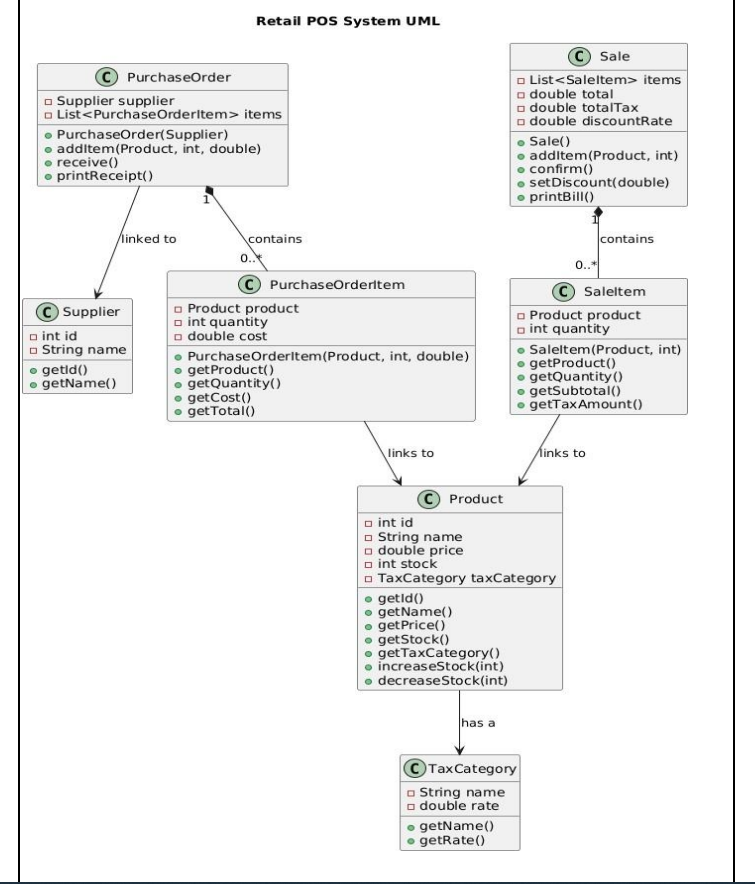 Retail POS System UML
C PurchaseOrder
Supplier supplier
List<PurchaseOrderItem> items
PurchaseOrder(Supplier)
addItem(Product, int, double)
receive()
printReceipt()
C Sale
List<SaleItem> items
double total
double totalTax
double discountRate
Sale()
addItem(Product, int)
confirm()
setDiscount(double)
printBill()
linked to
1
contains
0..*
1
contains
0..*
C Supplier
int id
String name
getId()
getName()
C PurchaseOrderItem
Product product
int quantity
double cost
PurchaseOrderItem(Product, int, double)
getProduct()
getQuantity()
getCost()
getTotal()
C SaleItem
Product product
int quantity
SaleItem(Product, int)
getProduct()
getQuantity()
getSubtotal()
getTaxAmount()
links to
links to
C Product
int id
String name
double price
int stock
TaxCategory taxCategory
getId()
getName()
getPrice()
getStock()
getTaxCategory()
increaseStock(int)
decreaseStock(int)
has a
C TaxCategory
String name
double rate
getName()
getRate()